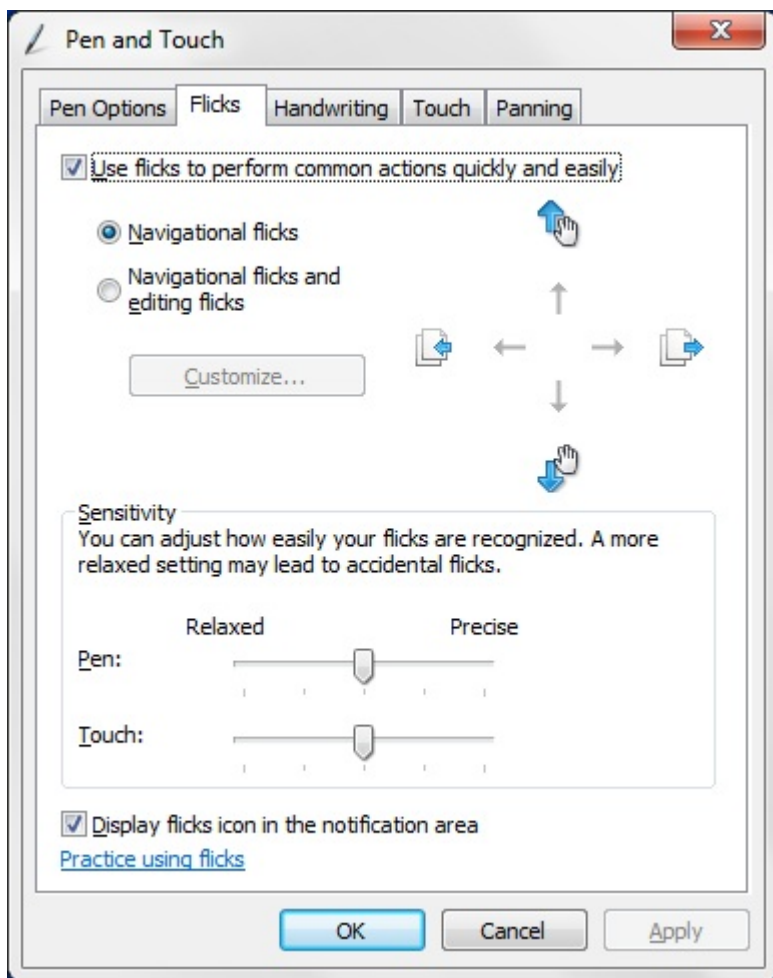 Pen and Touch
Pen Options Flicks Handwriting Touch Panning
Use flicks to perform common actions quickly and easily
Navigational flicks
Navigational flicks and
editing flicks
Customize...
Sensitivity
You can adjust how easily your flicks are recognized. A more
relaxed setting may lead to accidental flicks.
Relaxed Precise
Pen:
Touch:
Display flicks icon in the notification area
Practice using flicks
OK Cancel Apply